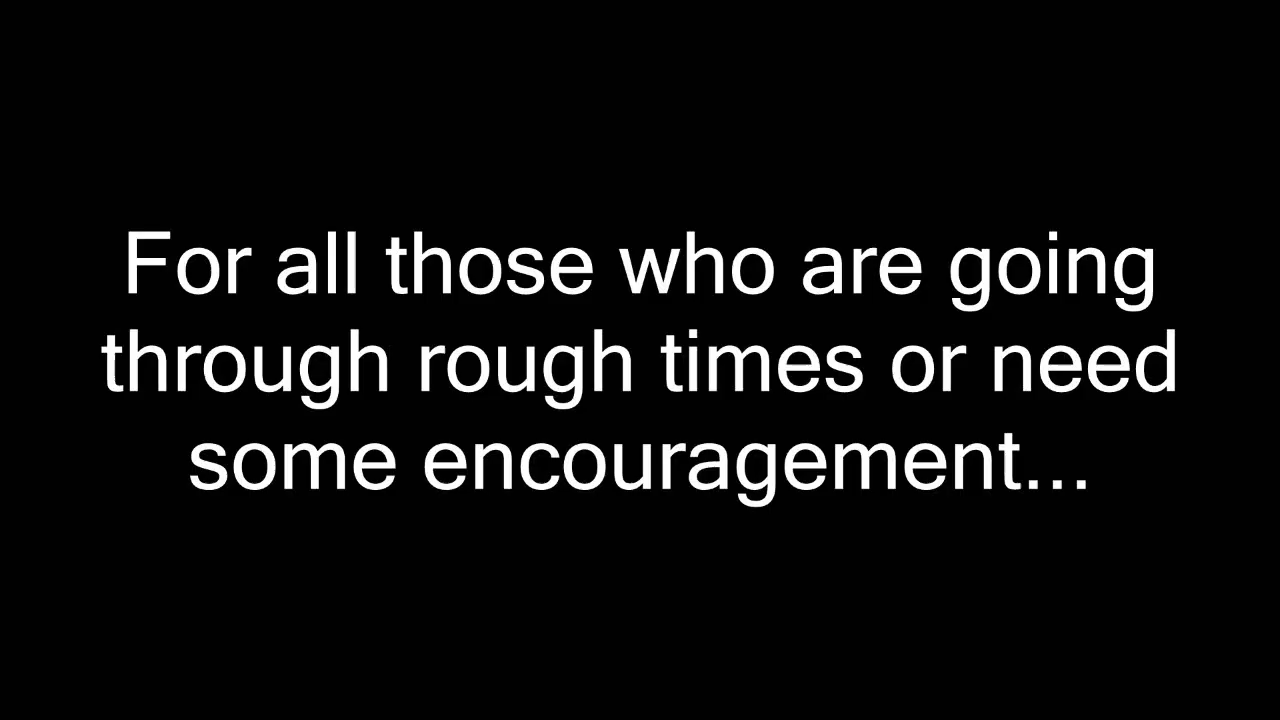 For all those who are going
through rough times or need
some encouragement...